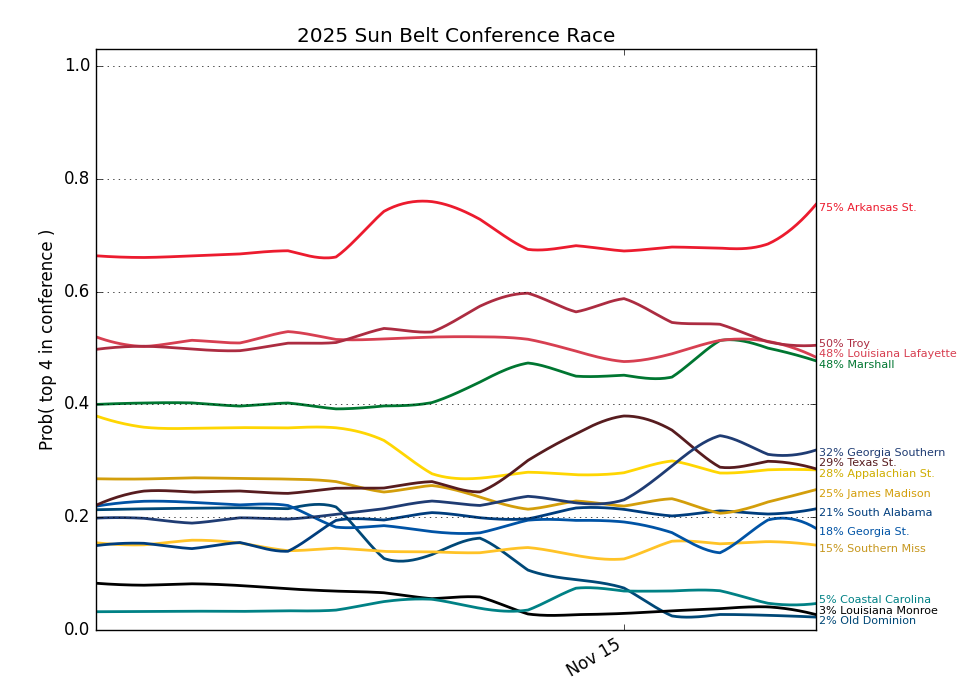 2025 Sun Belt Conference Race
1.0
0.8
0.6
0.4
0.2
0.0
Prob( top 4 in conference )
Nov 15
75% Arkansas St.
50% Troy
48% Louisiana Lafayette
48% Marshall
32% Georgia Southern
29% Texas St.
28% Appalachian St.
25% James Madison
21% South Alabama
18% Georgia St.
15% Southern Miss
5% Coastal Carolina
3% Louisiana Monroe
2% Old Dominion